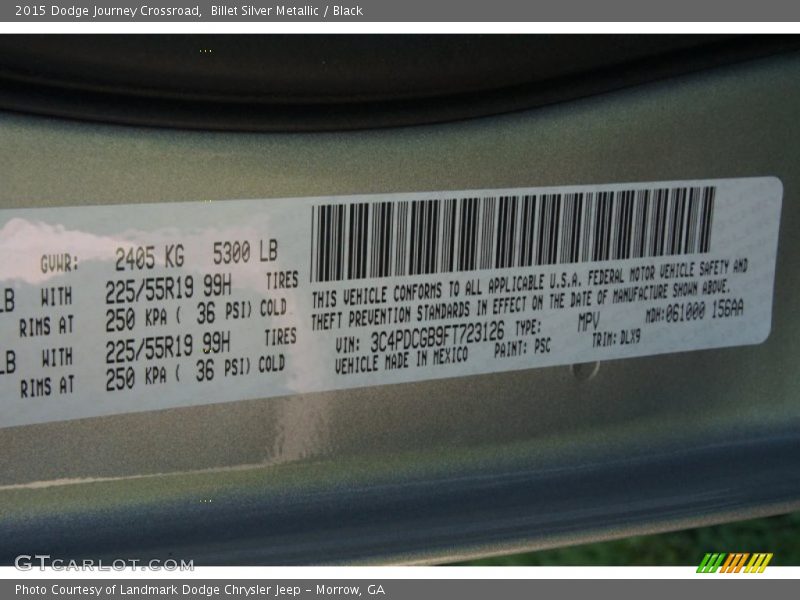 2015 Dodge Journey Crossroad,  Billet Silver Metallic / Black
GVWR: 2405 KG 5300 LB
LB WITH 225/55R19 99H TIRES
RIMS AT 250 KPA ( 36 PSI) COLD
LB WITH 225/55R19 99H TIRES
RIMS AT 250 KPA ( 36 PSI) COLD
THIS VEHICLE CONFORMS TO ALL APPLICABLE U.S.A. FEDERAL MOTOR VEHICLE SAFETY AND
THEFT PREVENTION STANDARDS IN EFFECT ON THE DATE OF MANUFACTURE SHOWN ABOVE.
VIN: 3C4PDCGB9FT723126 TYPE: MPV MDH:061000 156AA
VEHICLE MADE IN MEXICO PAINT: PSC TRIM: DLX9
GTCARLOT.COM
Photo Courtesy of Landmark Dodge Chrysler Jeep – Morrow, GA